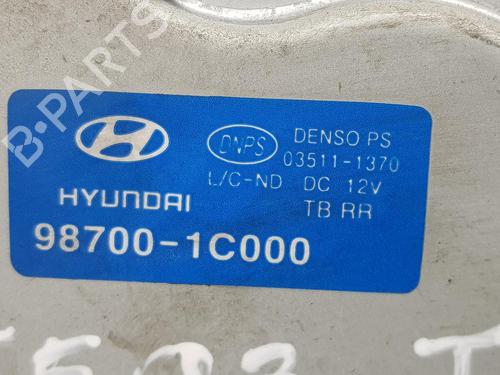 B-PARTS
DNPS
DENSO PS
03511-1370
L/C-ND DC 12V
HYUNDAI
TB RR
98700-1C000